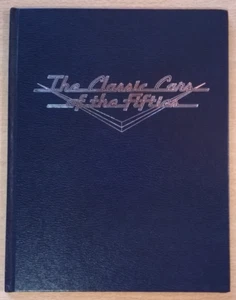 The Classic Cars
of the Fifties